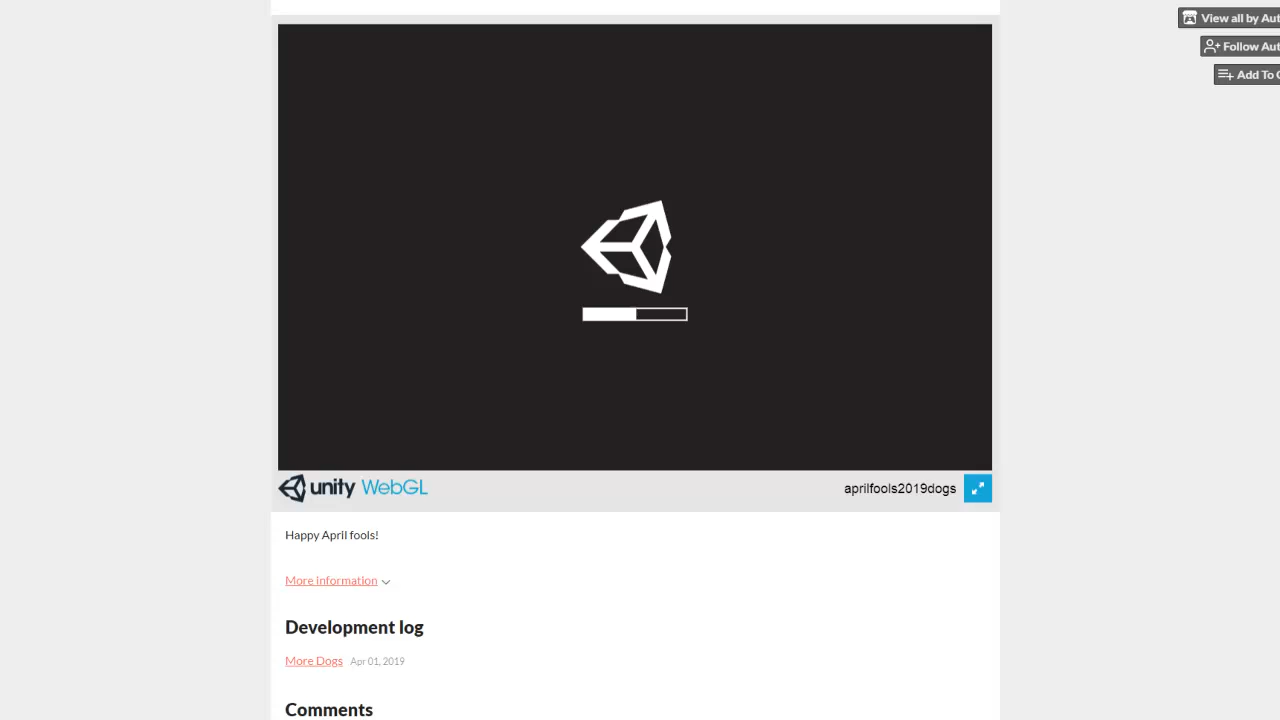 View all by Aut
Follow Aut
Add To
unity WebGL
aprilfools2019dogs
Happy April fools!
More information
Development log
More Dogs Apr 01, 2019
Comments